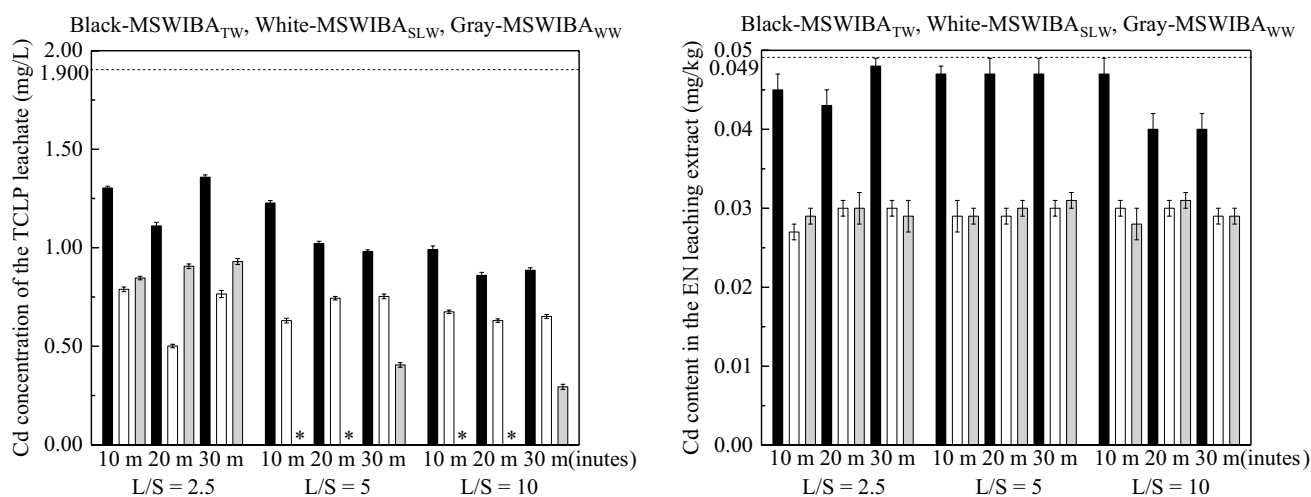 Black-MSWIBA_TW, White-MSWIBA_SLW, Gray-MSWIBA_WW
Cd concentration of the TCLP leachate (mg/L)
2.00
1.900
1.50
1.00
0.50
0.00
* * * *
10 m 20 m 30 m 10 m 20 m 30 m 10 m 20 m 30 m(inutes)
L/S = 2.5 L/S = 5 L/S = 10
Black-MSWIBA_TW, White-MSWIBA_SLW, Gray-MSWIBA_WW
Cd content in the EN leaching extract (mg/kg)
0.05
0.049
0.04
0.03
0.02
0.01
0.00
10 m 20 m 30 m 10 m 20 m 30 m 10 m 20 m 30 m(inutes)
L/S = 2.5 L/S = 5 L/S = 10